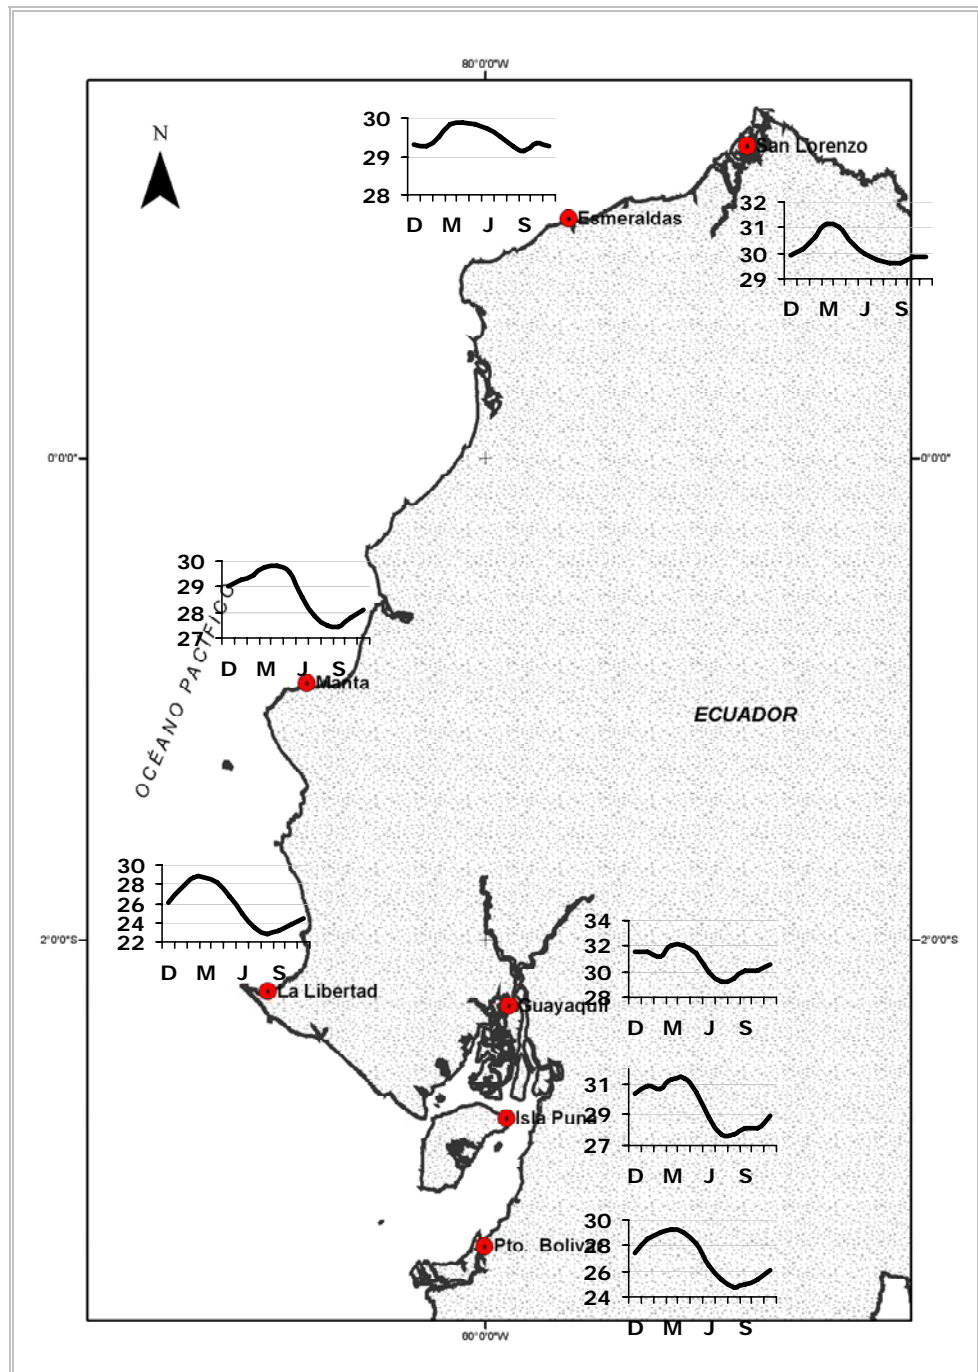 80°0'0"W
N
30
29
28
D M J S
San Lorenzo
Esmeraldas
32
31
30
29
D M J S
0°0'0"
0°0'0"
30
29
28
27
D M J S
Manta
OCÉANO PACÍFICO
ECUADOR
30
28
26
24
22
D M J S
La Libertad
2°0'0"S
2°0'0"S
34
32
30
28
D M J S
Guayaquil
31
29
27
D M J S
Isla Puná
30
28
26
24
D M J S
Pto. Bolivar
80°0'0"W